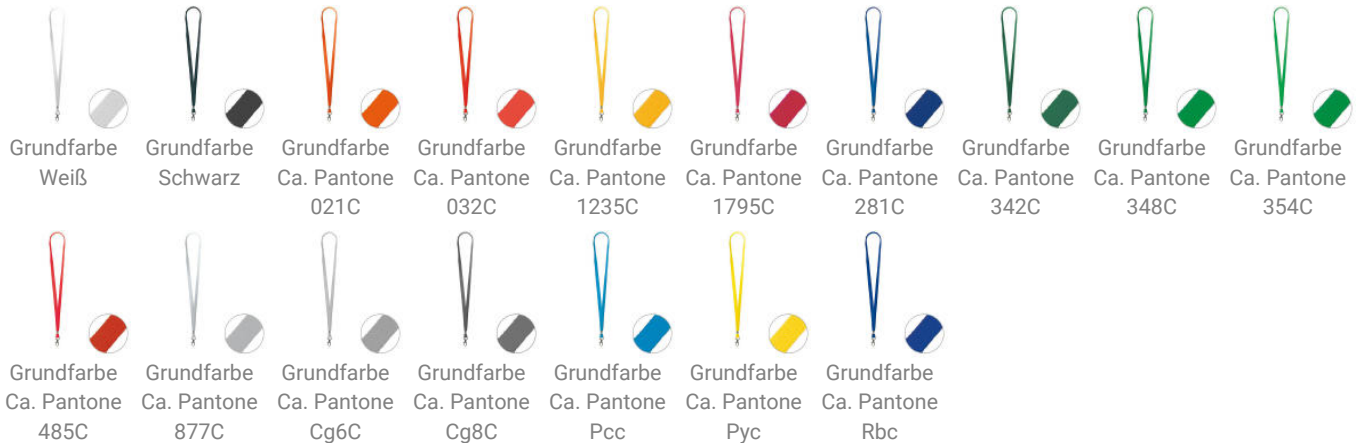 Grundfarbe Grundfarbe Grundfarbe Grundfarbe Grundfarbe Grundfarbe Grundfarbe Grundfarbe Grundfarbe Grundfarbe
Weiß Schwarz Ca. Pantone Ca. Pantone Ca. Pantone Ca. Pantone Ca. Pantone Ca. Pantone Ca. Pantone Ca. Pantone
021C 032C 1235C 1795C 281C 342C 348C 354C
Grundfarbe Grundfarbe Grundfarbe Grundfarbe Grundfarbe Grundfarbe Grundfarbe
Ca. Pantone Ca. Pantone Ca. Pantone Ca. Pantone Ca. Pantone Ca. Pantone Ca. Pantone
485C 877C Cg6C Cg8C Pcc Pyc Rbc